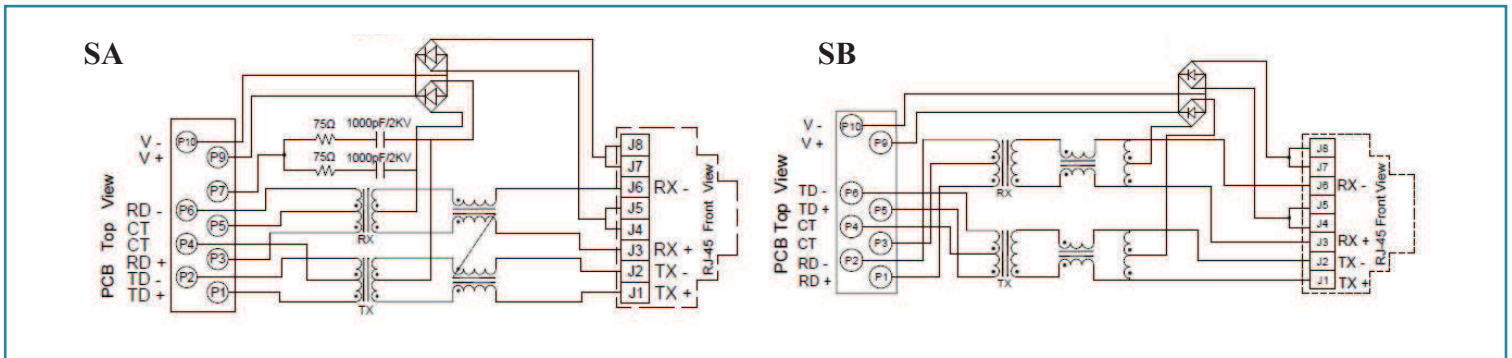 SA
75Ω 1000pF/2KV
75Ω 1000pF/2KV
V -
V +
RD -
CT
CT
RD +
TD -
TD +
PCB Top View
P10
P9
P7
P6
P5
P4
P3
P2
P1
RX
TX
J8
J7
J6 RX -
J5
J4
J3 RX +
J2 TX -
J1 TX +
RJ-45 Front View
SB
V -
V +
TD -
TD +
CT
CT
RD -
RD +
PCB Top View
P10
P9
P6
P5
P4
P3
P2
P1
RX
TX
J8
J7
J6 RX -
J5
J4
J3 RX +
J2 TX -
J1 TX +
RJ-45 Front View